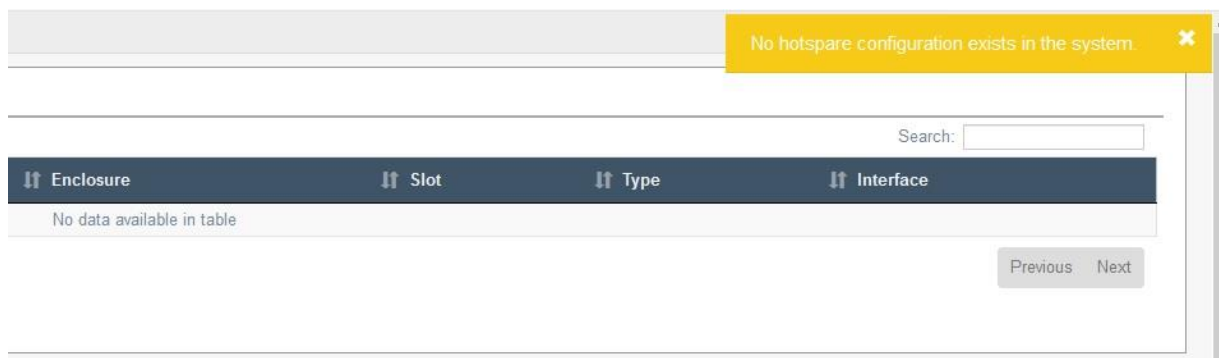 No hotspare configuration exists in the system.
Search:
Enclosure Slot Type Interface
No data available in table
Previous Next